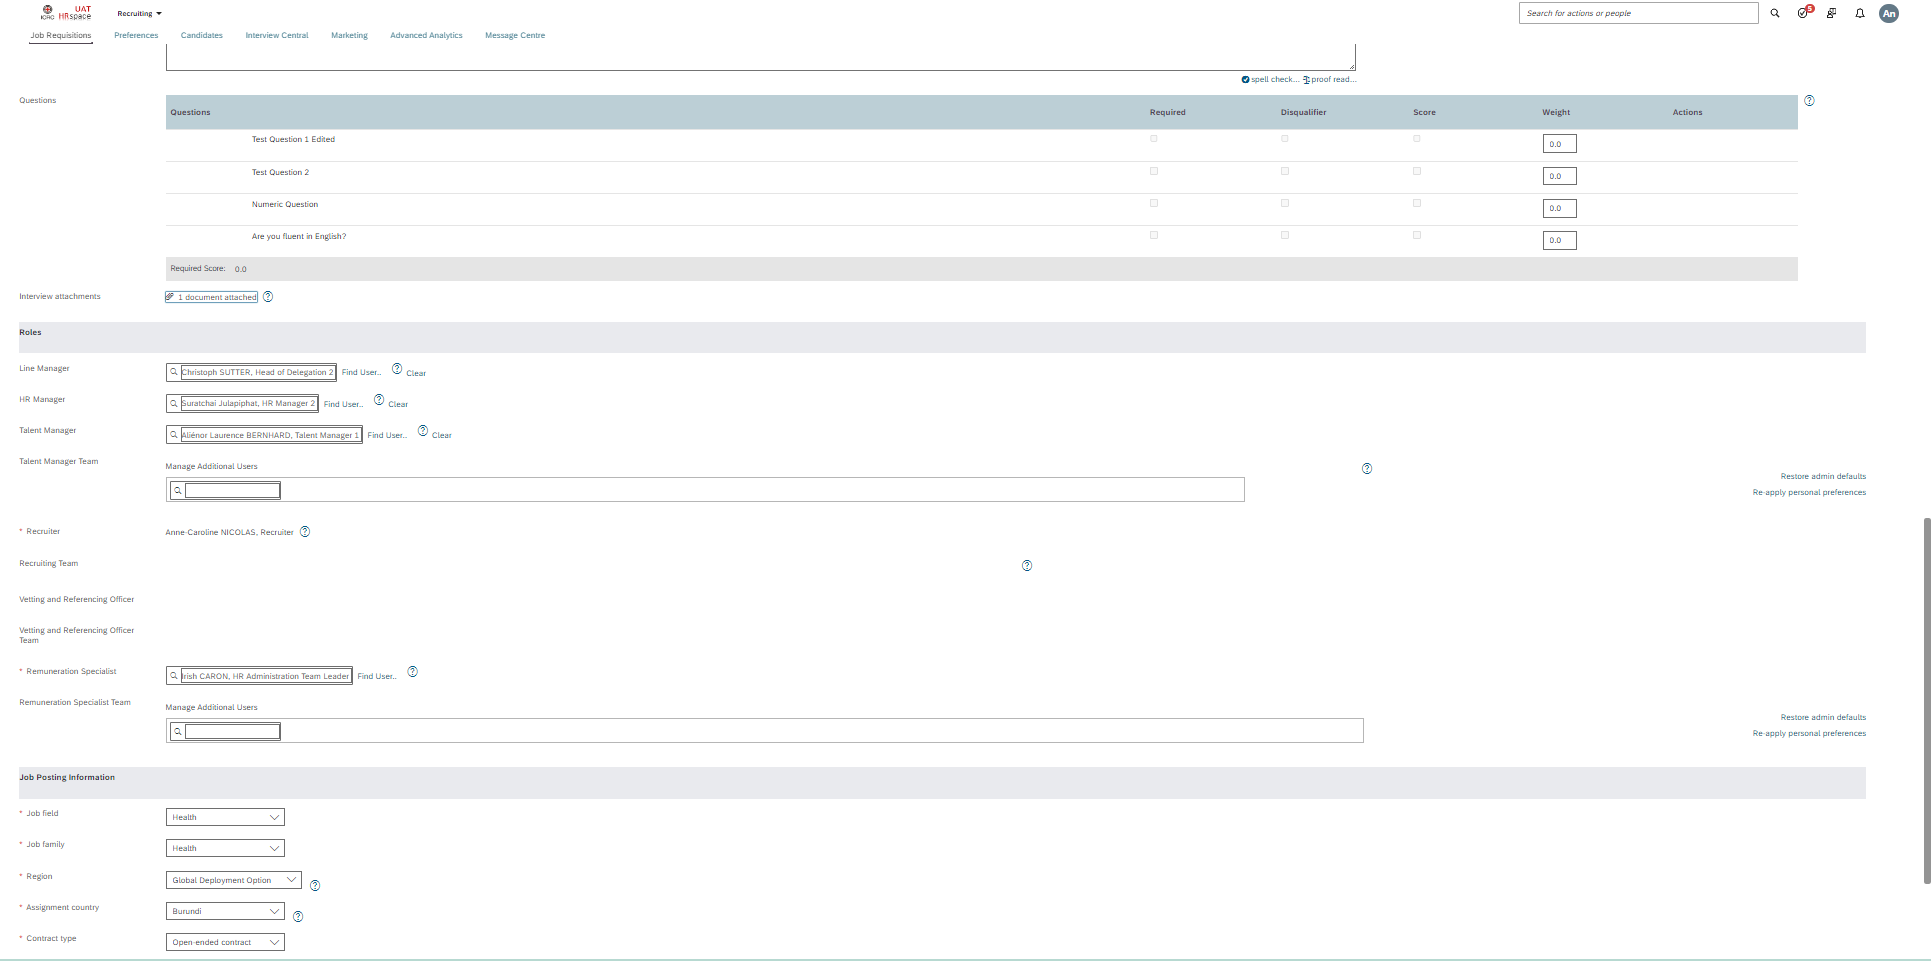 ICRC
UAT
HRspace
Recruiting
Search for actions or people
5
An
Job Requisitions
Preferences
Candidates
Interview Central
Marketing
Advanced Analytics
Message Centre
spell check... proof read...
Questions
Questions Required Disqualifier Score Weight Actions
Test Question 1 Edited 0.0
Test Question 2 0.0
Numeric Question 0.0
Are you fluent in English? 0.0
Required Score: 0.0
Interview attachments 1 document attached
Roles
Line Manager Christoph SUTTER, Head of Delegation 2 Find User.. Clear
HR Manager Suratchai Julapiphat, HR Manager 2 Find User.. Clear
Talent Manager Aliénor Laurence BERNHARD, Talent Manager 1 Find User.. Clear
Talent Manager Team Manage Additional Users
Restore admin defaults
Re-apply personal preferences
* Recruiter Anne-Caroline NICOLAS, Recruiter
Recruiting Team
Vetting and Referencing Officer
Vetting and Referencing Officer
Team
* Remuneration Specialist Irish CARON, HR Administration Team Leader Find User..
Remuneration Specialist Team Manage Additional Users
Restore admin defaults
Re-apply personal preferences
Job Posting Information
* Job field Health
* Job family Health
* Region Global Deployment Option
* Assignment country Burundi
* Contract type Open-ended contract